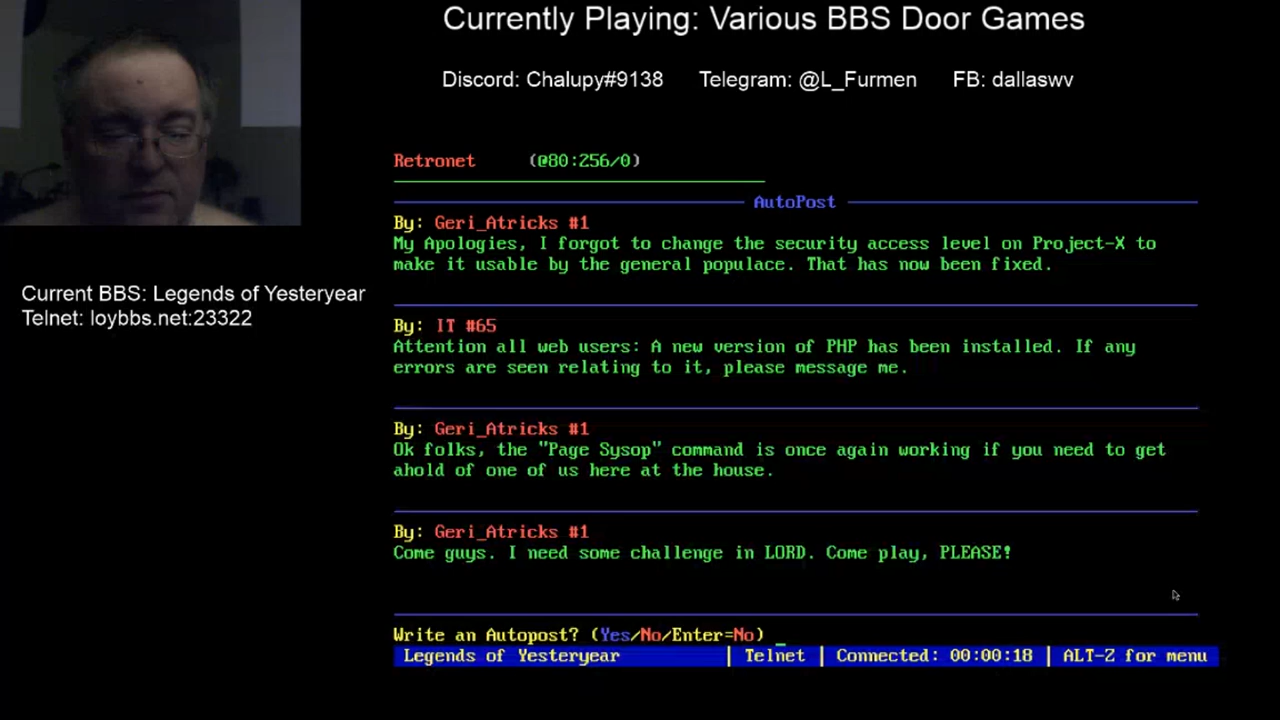 Currently Playing: Various BBS Door Games
Discord: Chalupy#9138 Telegram: @L_Furmen FB: dallaswv
Retronet (@80:256/0)
AutoPost
By: Geri_Atricks #1
My Apologies, I forgot to change the security access level on Project-X to
make it usable by the general populace. That has now been fixed.
Current BBS: Legends of Yesteryear
Telnet: loybbs.net:23322
By: IT #65
Attention all web users: A new version of PHP has been installed. If any
errors are seen relating to it, please message me.
By: Geri_Atricks #1
Ok folks, the "Page Sysop" command is once again working if you need to get
ahold of one of us here at the house.
By: Geri_Atricks #1
Come guys. I need some challenge in LORD. Come play, PLEASE!
Write an Autopost? (Yes/No/Enter=No) _
Legends of Yesteryear | Telnet | Connected: 00:00:18 | ALT-Z for menu